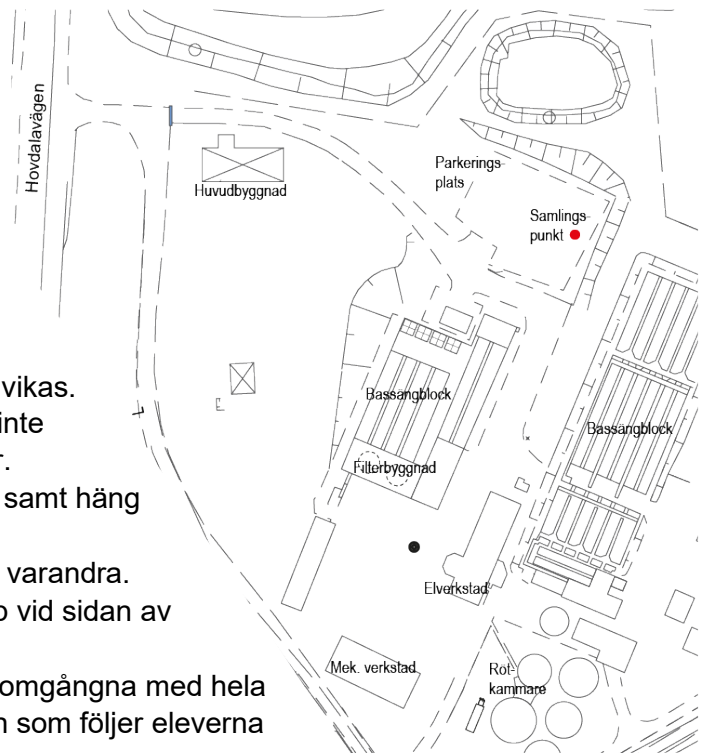 Hovdalavägen
Huvudbyggnad
Parkerings
plats
Samlings
punkt
Bassängblock
Bassängblock
Filterbyggnad
Elverkstad
Mek. verkstad
Rot-
kammare
vikas.
inte
r.
samt häng
varandra.
vid sidan av
omgångna med hela
som följer eleverna